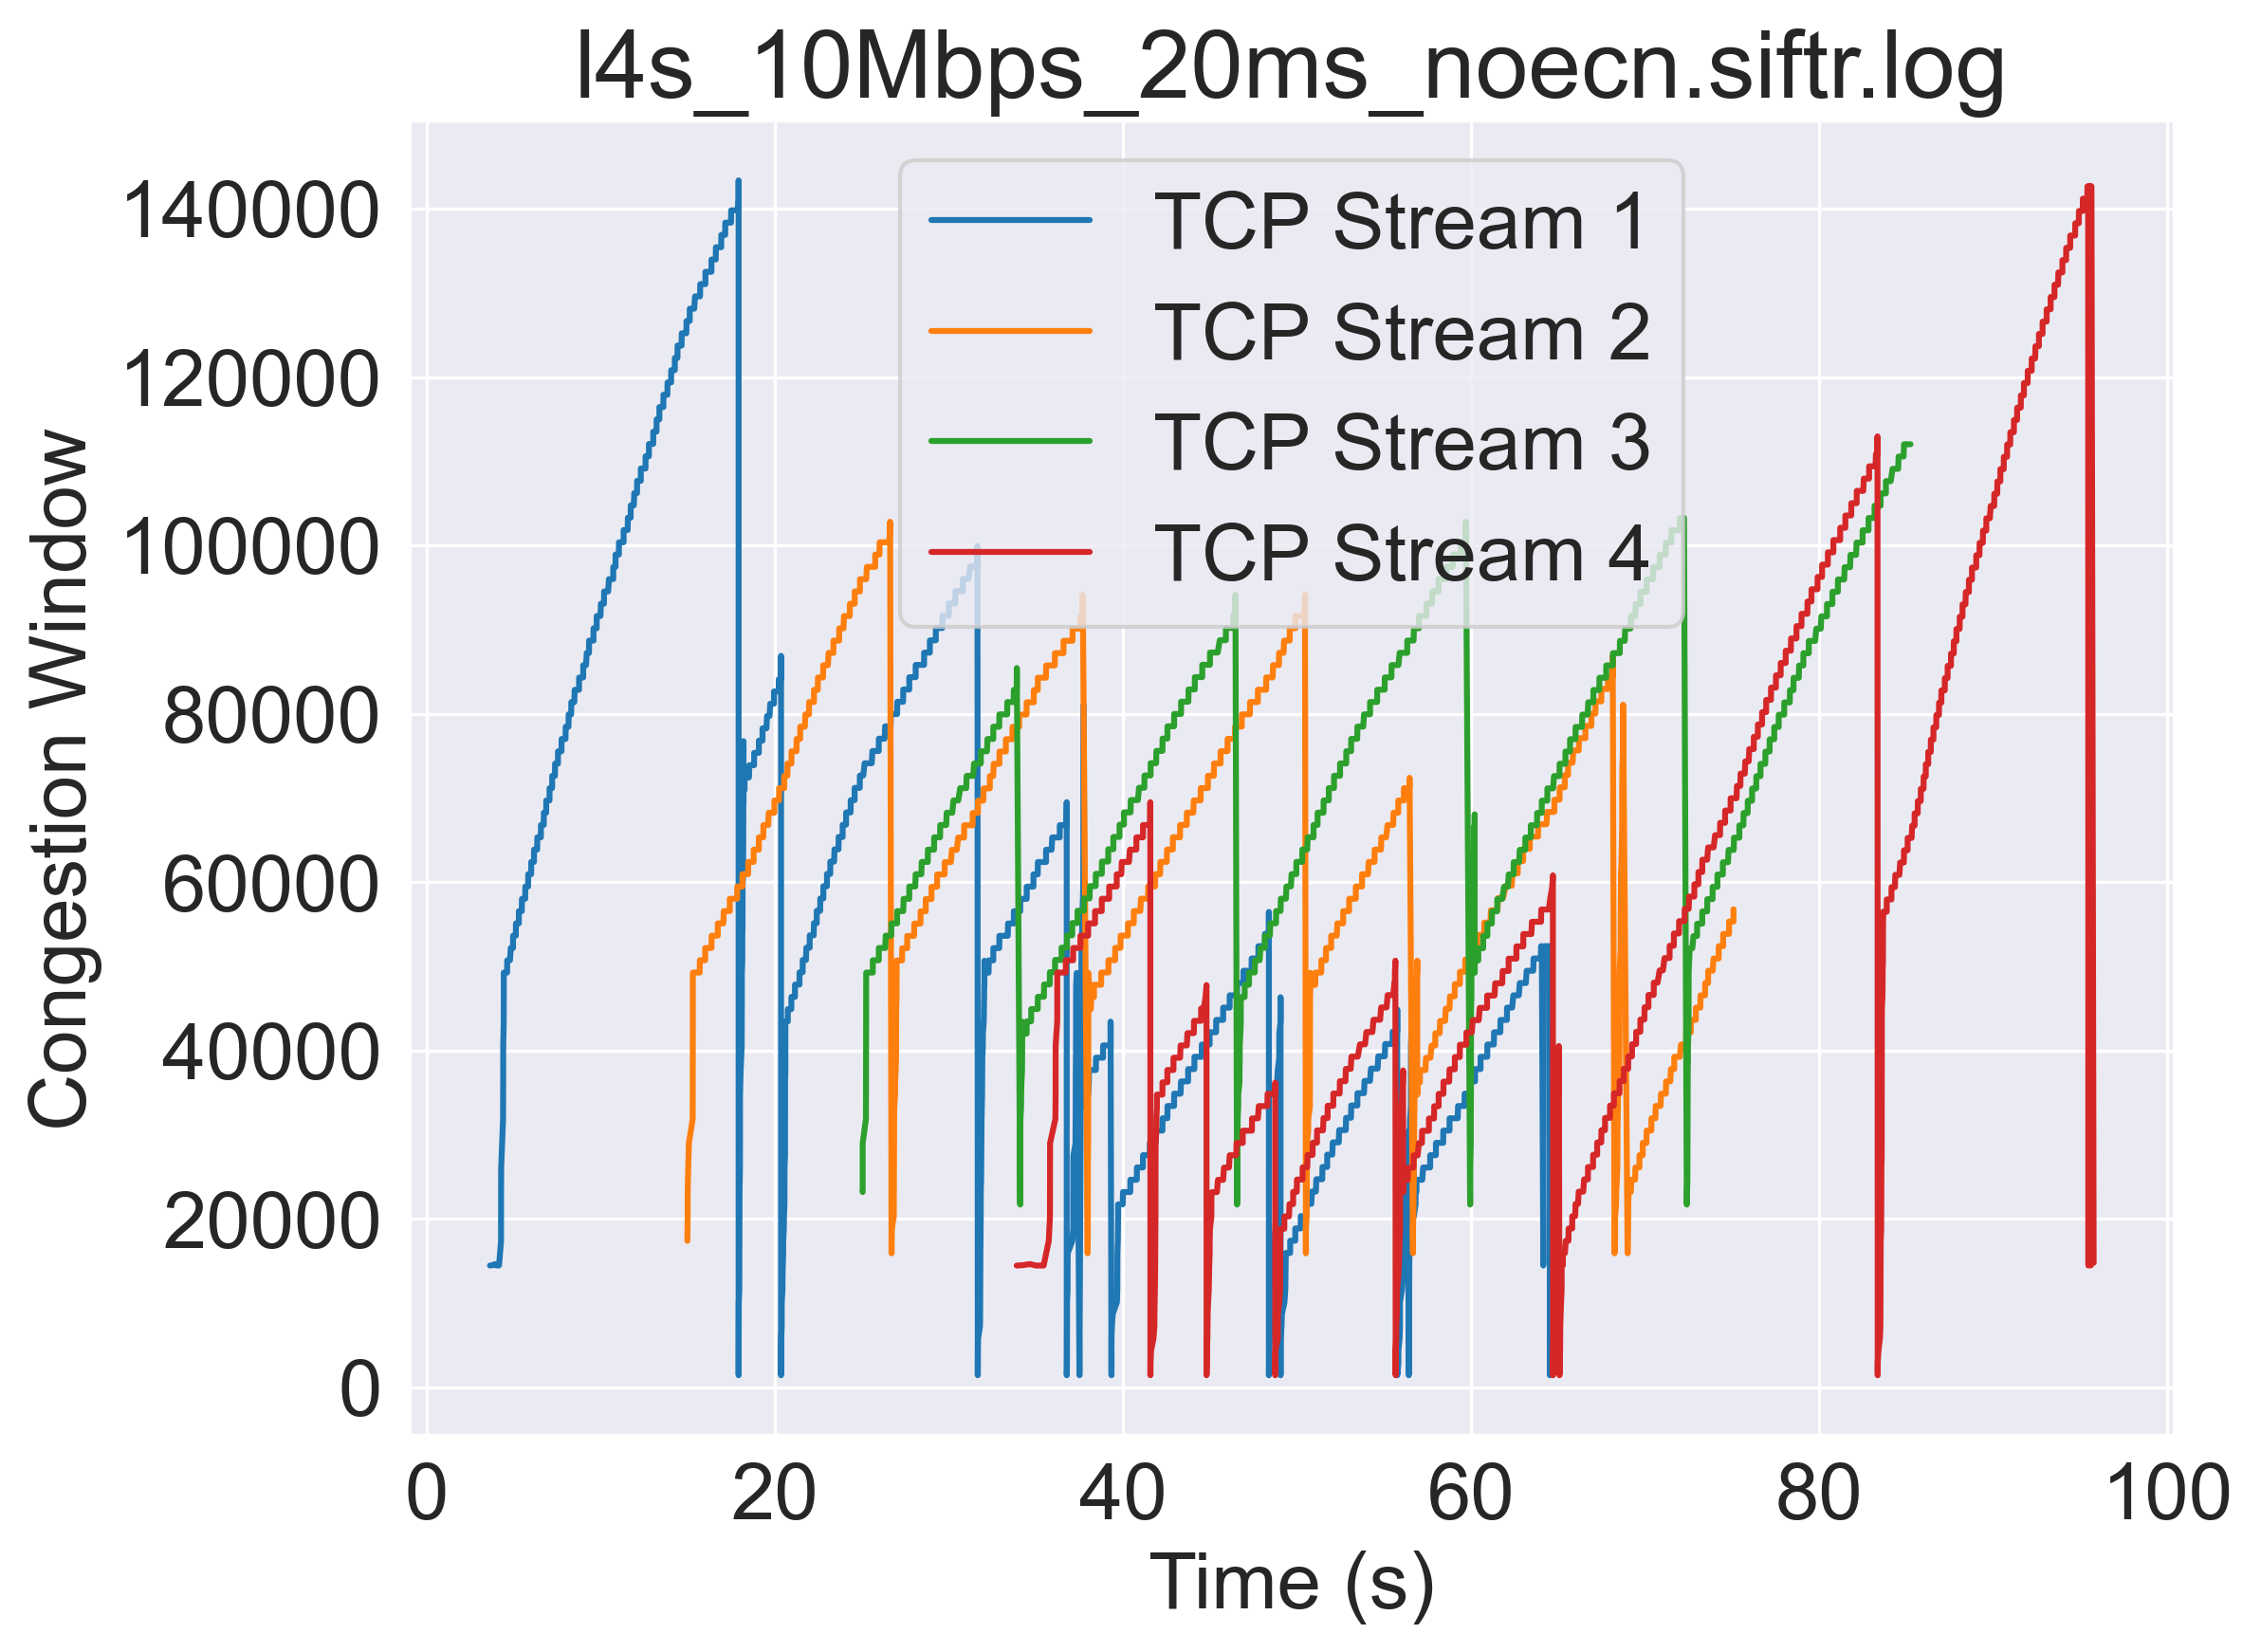 l4s_10Mbps_20ms_noecn.siftr.log
TCP Stream 1
TCP Stream 2
TCP Stream 3
TCP Stream 4
Congestion Window
140000
120000
100000
80000
60000
40000
20000
0
0 20 40 60 80 100
Time (s)